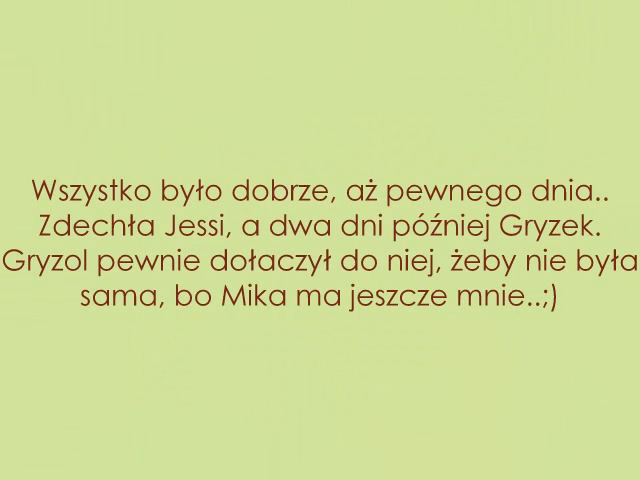 Wszystko było dobrze, aż pewnego dnia..
Zdechła Jessi, a dwa dni później Gryzek.
Gryzol pewnie dołaczył do niej, żeby nie była
sama, bo Mika ma jeszcze mnie..;)